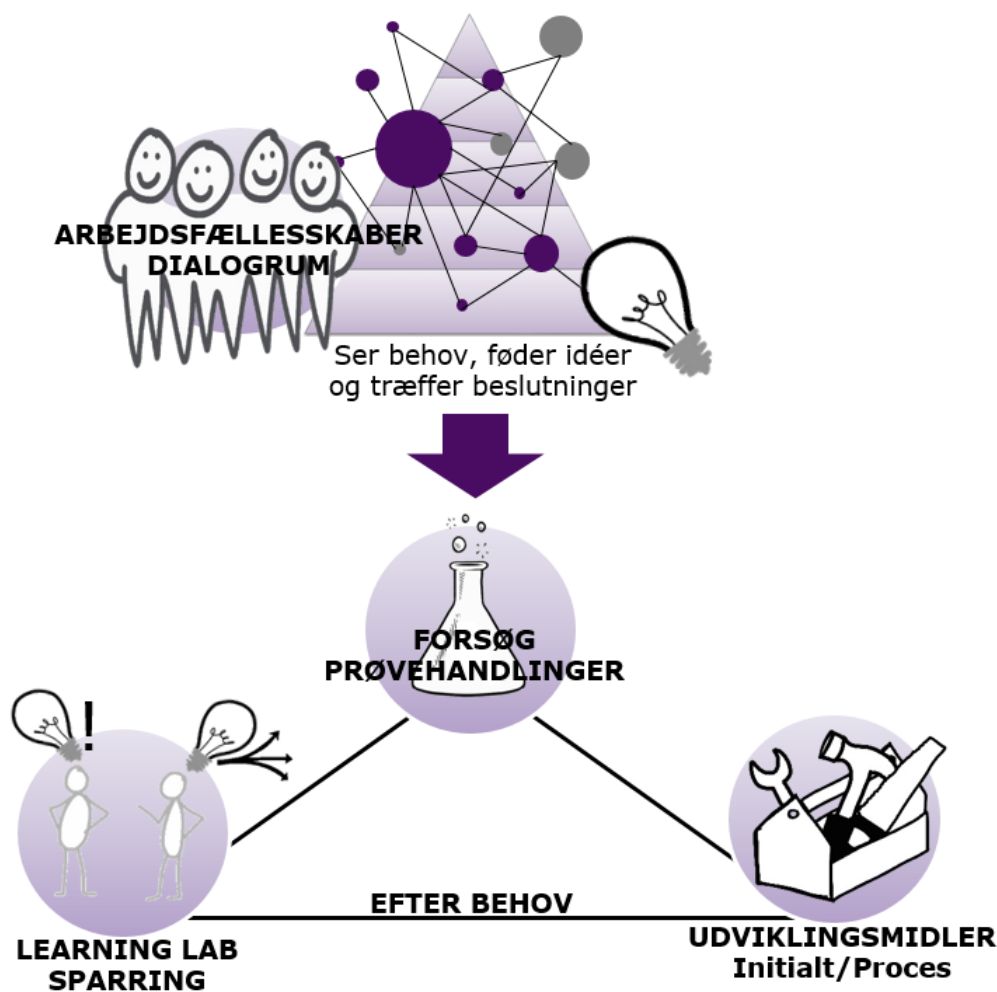 ARBEJDSFÆLLESSKABER
DIALOGRUM
Ser behov, føder idéer
og træffer beslutninger
FORSØG
PRØVEHANDLINGER
!
EFTER BEHOV
LEARNING LAB
SPARRING
UDVIKLINGSMIDLER
Initialt/Proces